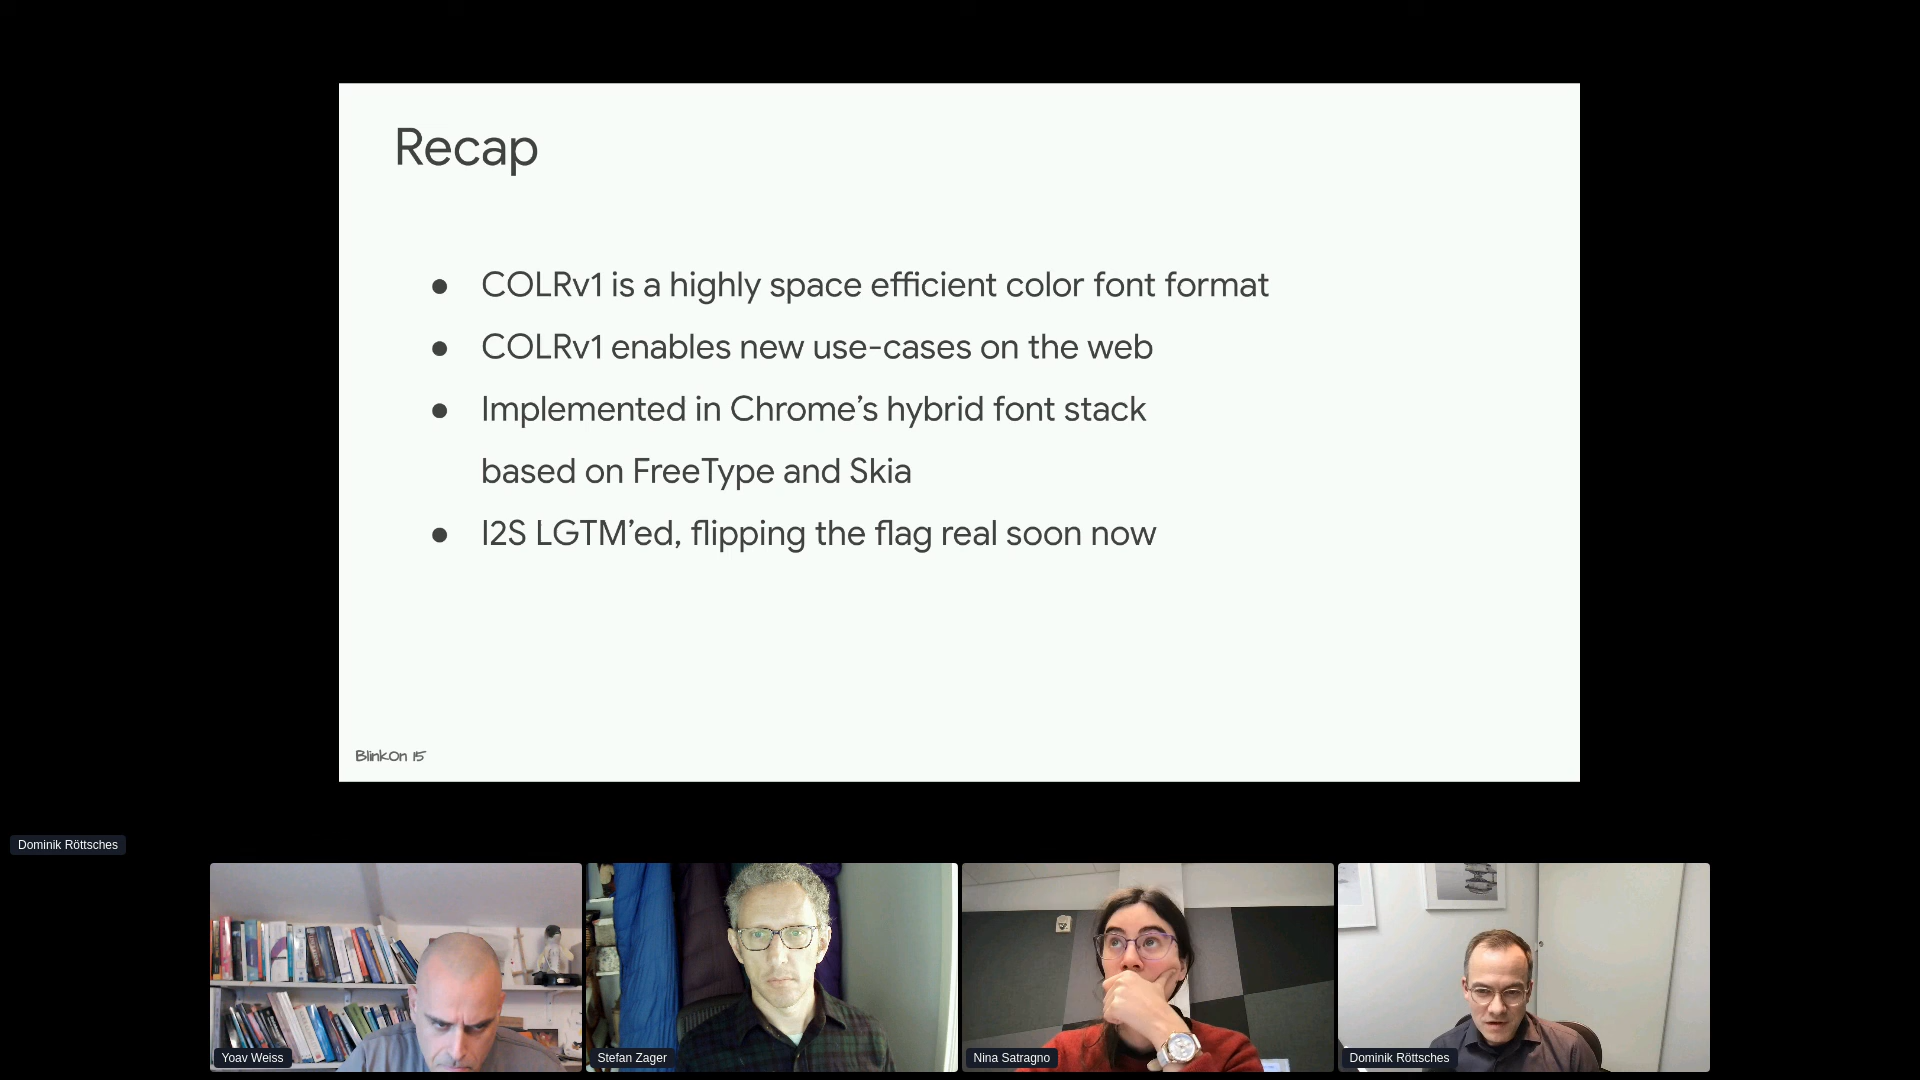 Recap
● COLRv1 is a highly space efficient color font format
● COLRv1 enables new use-cases on the web
● Implemented in Chrome’s hybrid font stack
based on FreeType and Skia
● I2S LGTM’ed, flipping the flag real soon now
BlinkOn 15
Dominik Röttsches
Yoav Weiss
Stefan Zager
Nina Satragno
Dominik Röttsches